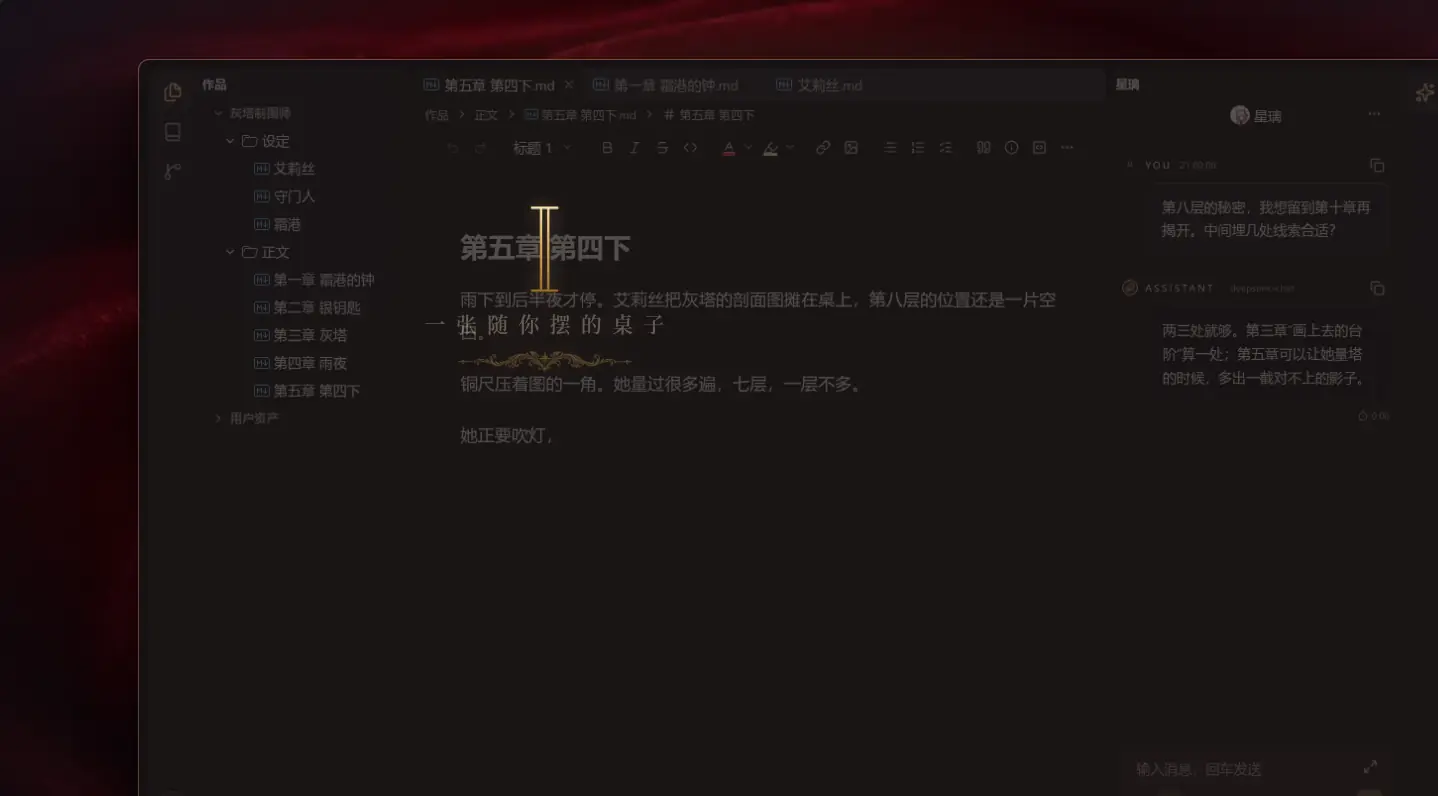 作品
灰塔制图师
设定
艾莉丝
守门人
霜港
正文
第一章 霜港的钟
第二章 银钥匙
第三章 灰塔
第四章 雨夜
第五章 第四下
用户资产
第五章 第四下.md
第一章 霜港的钟.md
艾莉丝.md
作品 > 正文 > 第五章 第四下.md > # 第五章 第四下
标题 1
II
第五章 第四下
雨下到后半夜才停。艾莉丝把灰塔的剖面图摊在桌上，第八层的位置还是一片空
白。
一张随你摆的桌子
铜尺压着图的一角。她量过很多遍，七层，一层不多。
她正要吹灯，
星璃
星璃
YOU
第八层的秘密，我想留到第十章再
揭开。中间埋几处线索合适？
ASSISTANT
两三处就够。第三章“画上去的台
阶”算一处；第五章可以让她量塔
的时候，多出一截对不上的影子。
输入消息，回车发送